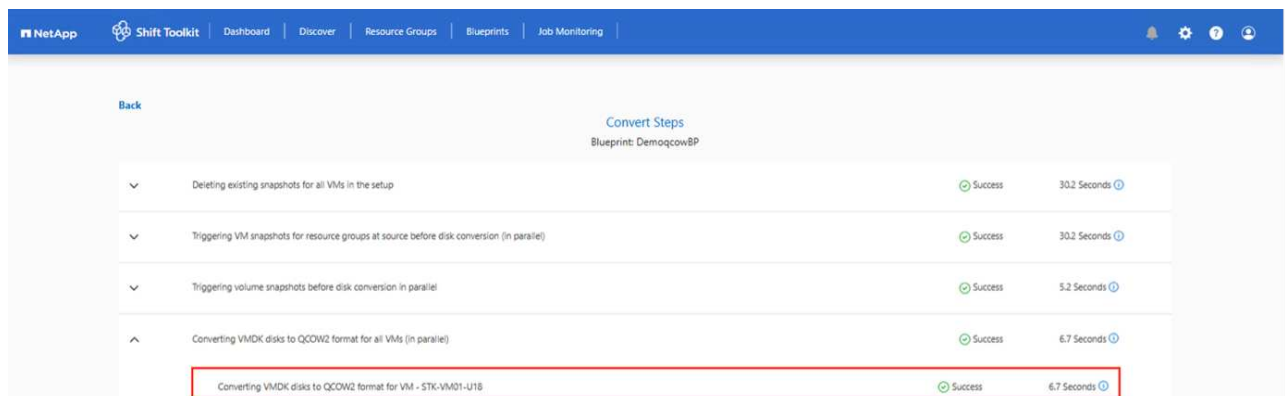 NetApp Shift Toolkit Dashboard Discover Resource Groups Blueprints Job Monitoring
Back
Convert Steps
Blueprint: DemoqcowBP
Deleting existing snapshots for all VMs in the setup Success 30.2 Seconds
Triggering VM snapshots for resource groups at source before disk conversion (in parallel) Success 30.2 Seconds
Triggering volume snapshots before disk conversion in parallel Success 5.2 Seconds
Converting VMDK disks to QCOW2 format for all VMs (in parallel) Success 6.7 Seconds
Converting VMDK disks to QCOW2 format for VM - STK-VM01-U18 Success 6.7 Seconds